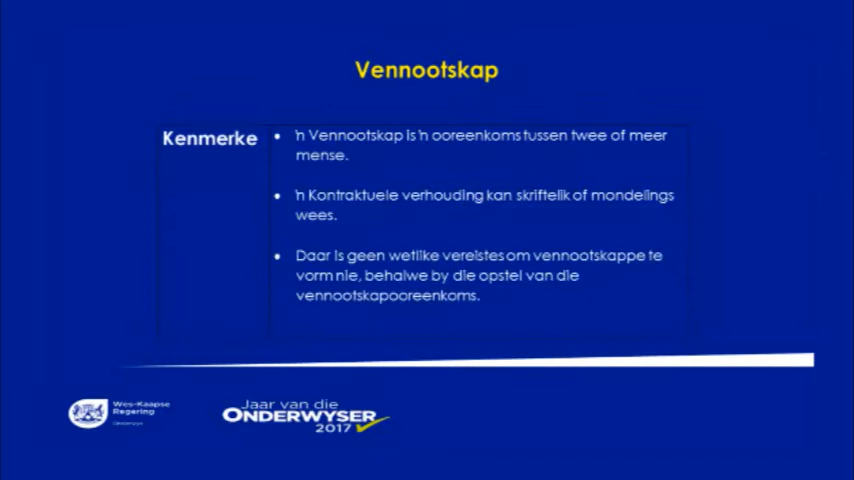 Vennootskap
Kenmerke
• 'n Vennootskap is 'n ooreenkoms tussen twee of meer
mense.
• 'n Kontraktuele verhouding kan skriftelik of mondelings
wees.
• Daar is geen wetlike vereistes om vennootskappe te
vorm nie, behalwe by die opstel van die
vennootskapooreenkoms.
Wes-Kaapse
Regering
Jaar van die
ONDERWYSER
2017